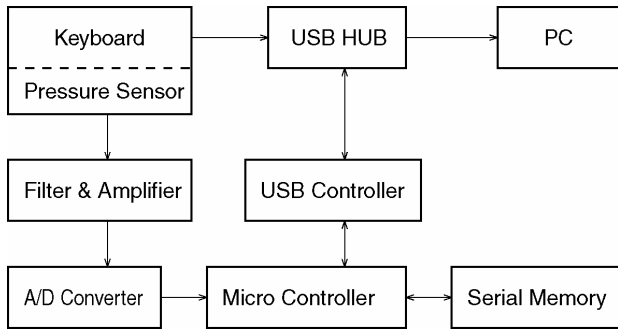 Keyboard
USB HUB
PC
Pressure Sensor
Filter & Amplifier
USB Controller
A/D Converter
Micro Controller
Serial Memory